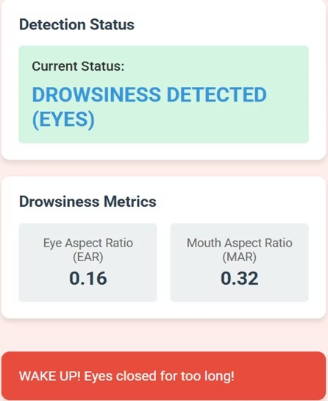 Detection Status
Current Status:
DROWSINESS DETECTED
(EYES)
Drowsiness Metrics
Eye Aspect Ratio
(EAR)
0.16
Mouth Aspect Ratio
(MAR)
0.32
WAKE UP! Eyes closed for too long!